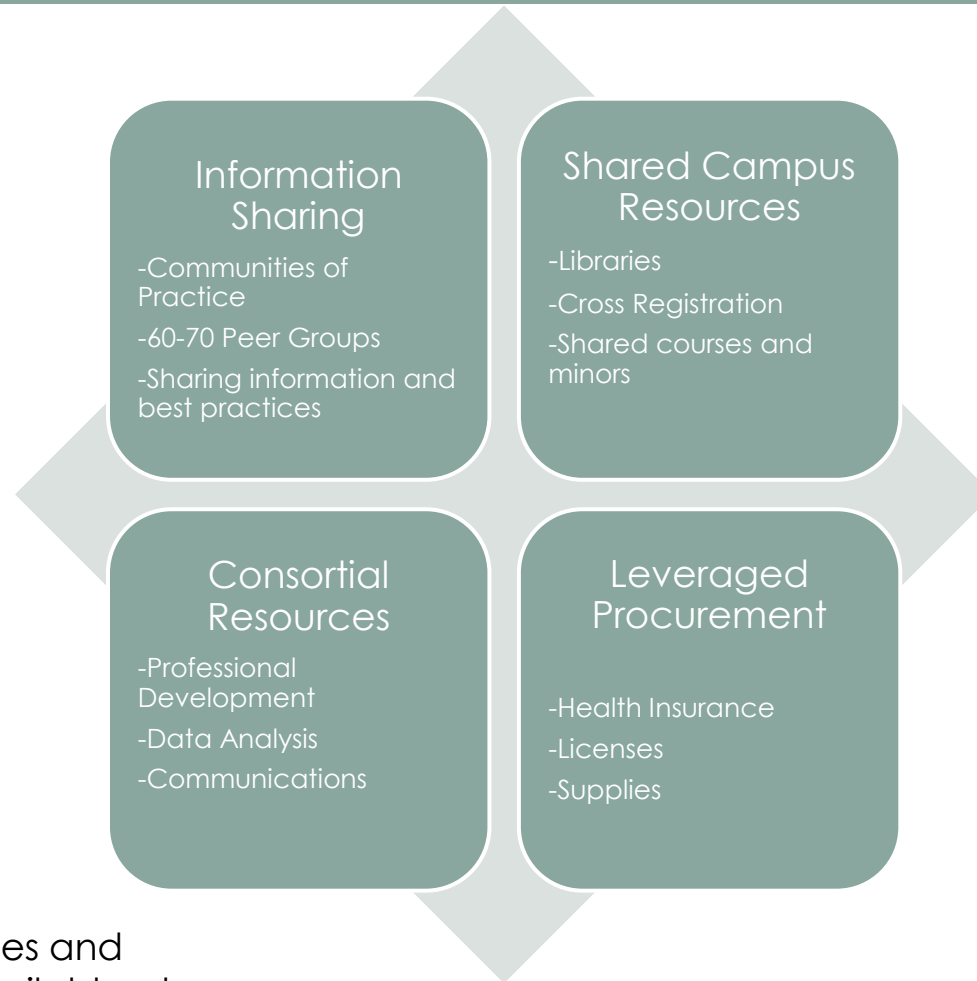 Information
Sharing
-Communities of
Practice
-60-70 Peer Groups
-Sharing information and
best practices
Shared Campus
Resources
-Libraries
-Cross Registration
-Shared courses and
minors
Consortial
Resources
-Professional
Development
-Data Analysis
-Communications
Leveraged
Procurement
-Health Insurance
-Licenses
-Supplies
es and